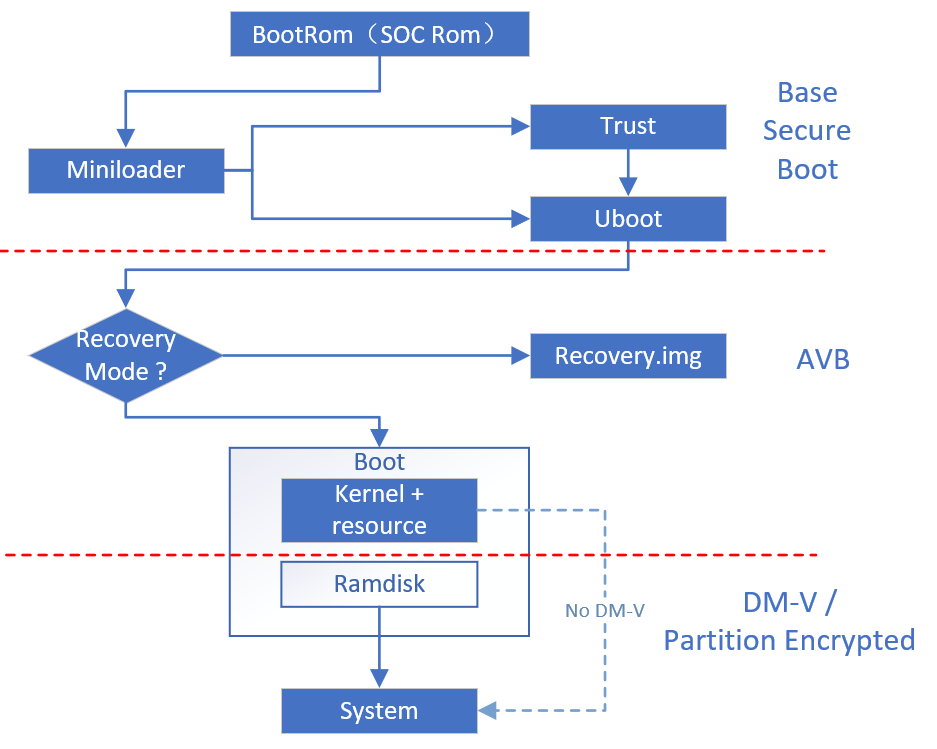 BootRom（SOC Rom）
Base
Secure
Boot
Trust
Miniloader
Uboot
Recovery
Mode ?
Recovery.img
AVB
Boot
Kernel +
resource
Ramdisk
No DM-V
DM-V /
Partition Encrypted
System